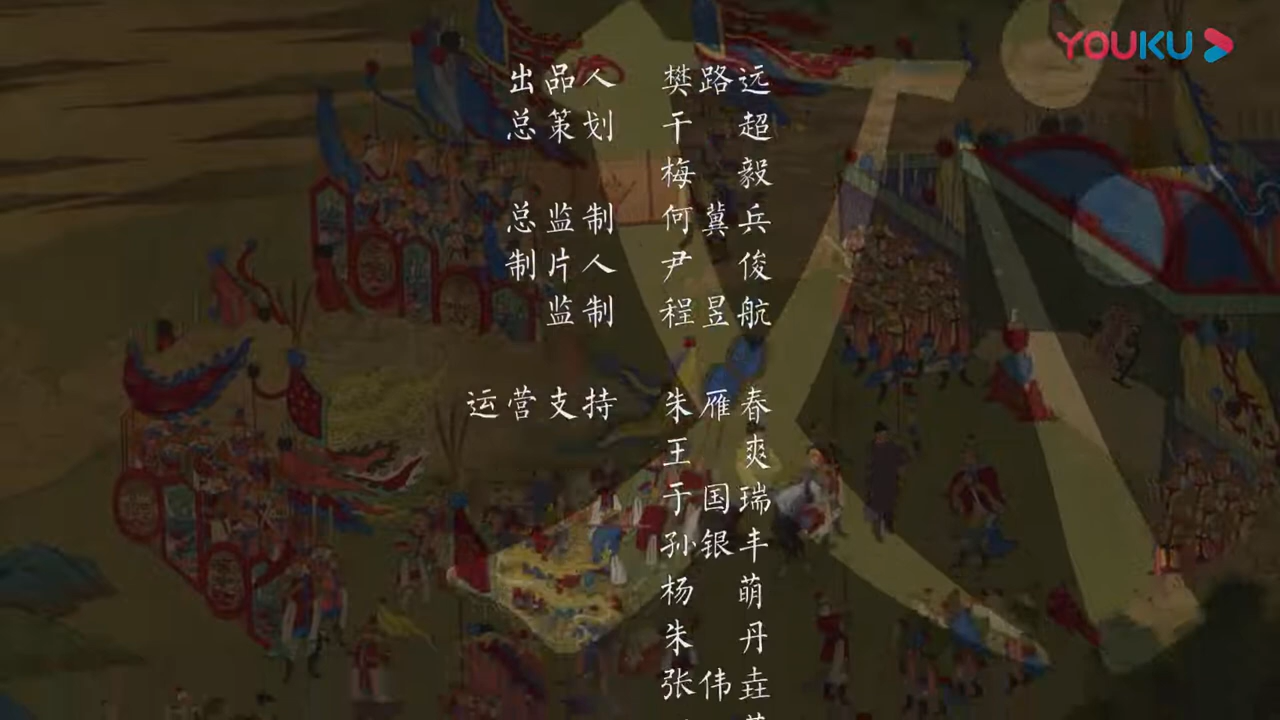 YOUKU
出品人 樊路远
总策划 干超
梅毅
总监制 何冀兵
制片人 尹俊
监制 程昱航
运营支持 朱雁春
王爽
于国瑞
孙银丰
杨萌
朱丹
张伟垚